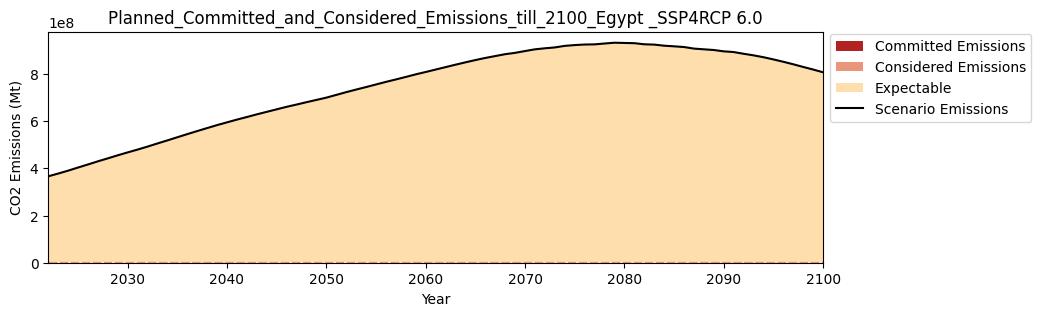 Planned_Committed_and_Considered_Emissions_till_2100_Egypt _SSP4RCP 6.0
1e8
8
6
4
2
0
CO2 Emissions (Mt)
2030 2040 2050 2060 2070 2080 2090 2100
Year
Committed Emissions
Considered Emissions
Expectable
Scenario Emissions